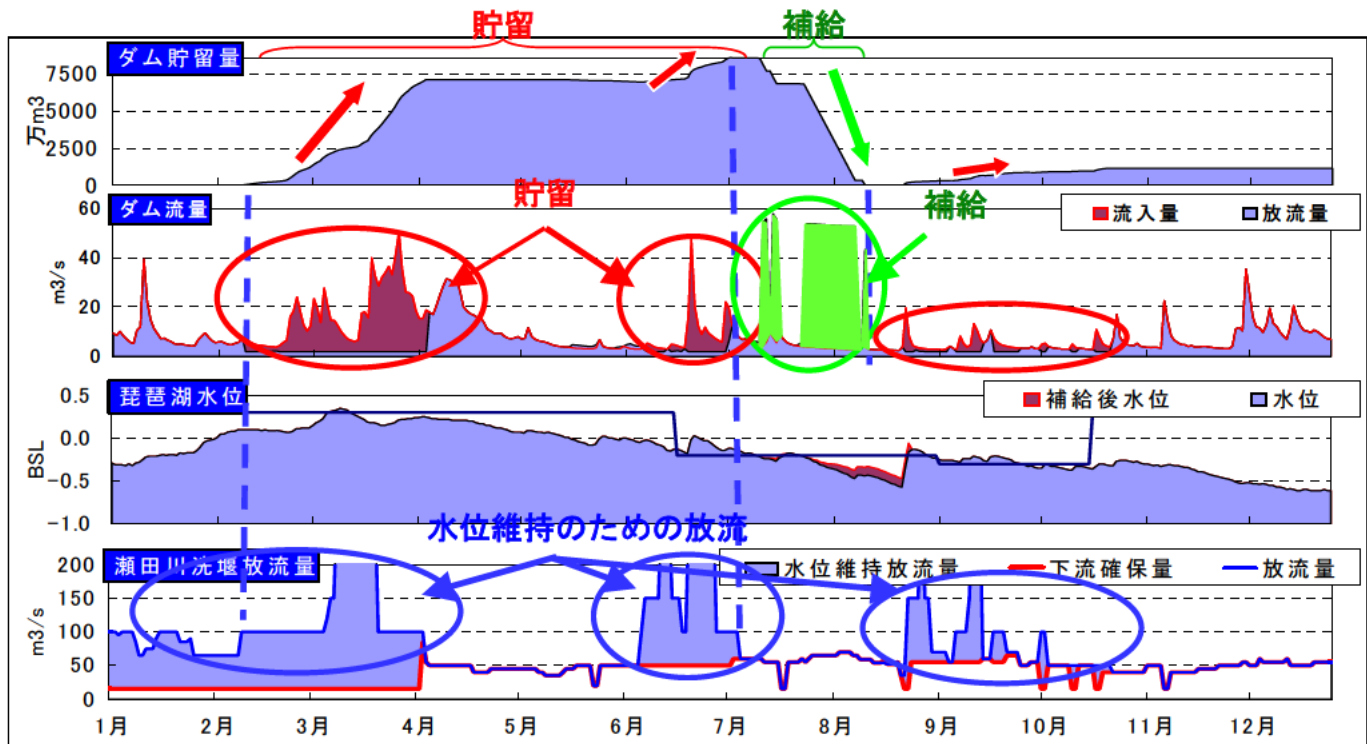 貯留
補給
ダム貯留量
万m3
7500
5000
2500
0
ダム流量
貯留
補給
流入量 放流量
m3/s
60
40
20
0
琵琶湖水位
補給後水位 水位
BSL
0.5
0.0
-0.5
-1.0
水位維持のための放流
瀬田川洗堰放流量
水位維持放流量 下流確保量 放流量
m3/s
200
150
100
50
0
1月 2月 3月 4月 5月 6月 7月 8月 9月 10月 11月 12月